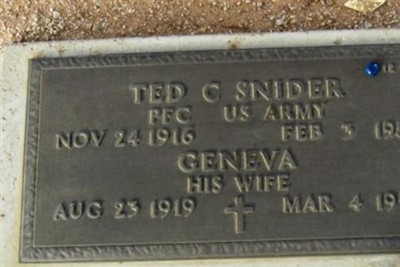 TED C SNIDER
PFC US ARMY
NOV 24 1916 FEB 3
GENEVA
HIS WIFE
AUG 23 1919 MAR 4